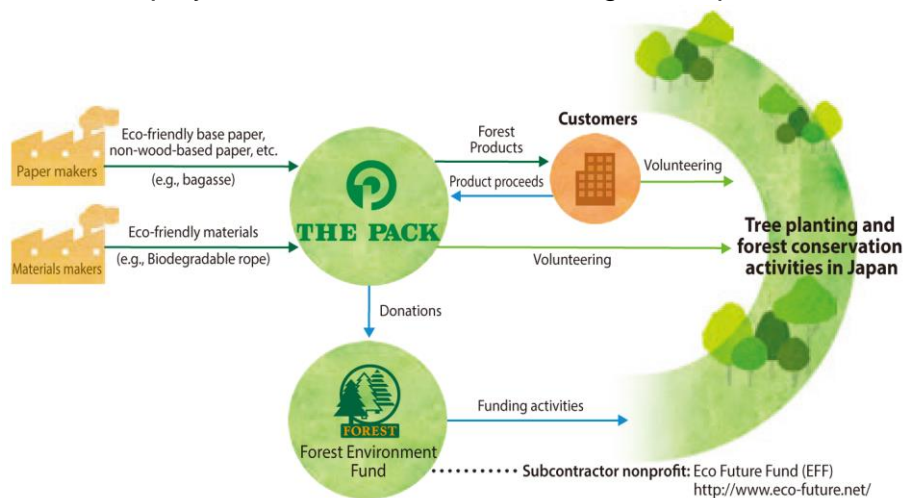 Paper makers
Eco-friendly base paper,
non-wood-based paper, etc.
(e.g., bagasse)
Materials makers
Eco-friendly materials
(e.g., Biodegradable rope)
THE PACK
Forest
Products
Product proceeds
Customers
Volunteering
Volunteering
Tree planting and
forest conservation
activities in Japan
Donations
FOREST
Forest Environment
Fund
Funding activities
Subcontractor nonprofit: Eco Future Fund (EFF)
http://www.eco-future.net/